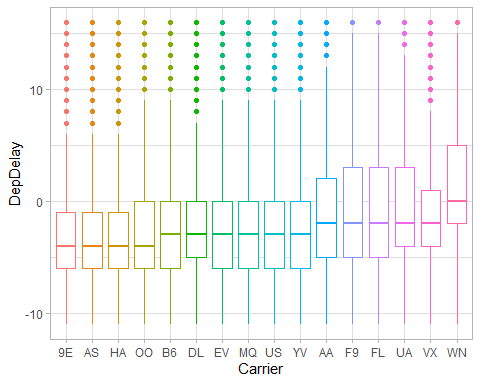 DepDelay
10
0
-10
9E AS HA OO B6 DL EV MQ US YV AA F9 FL UA VX WN
Carrier